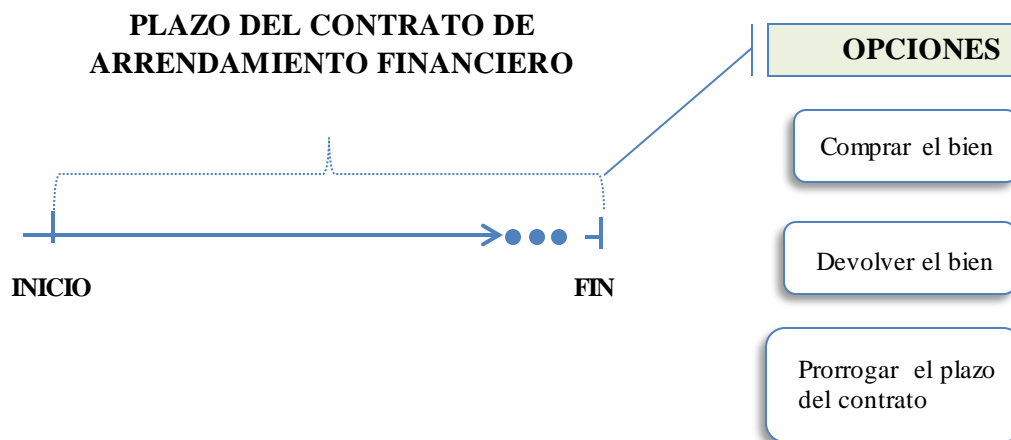 PLAZO DEL CONTRATO DE
ARRENDAMIENTO FINANCIERO
OPCIONES
Comprar el bien
Devolver el bien
INICIO
FIN
Prorrogar el plazo
del contrato